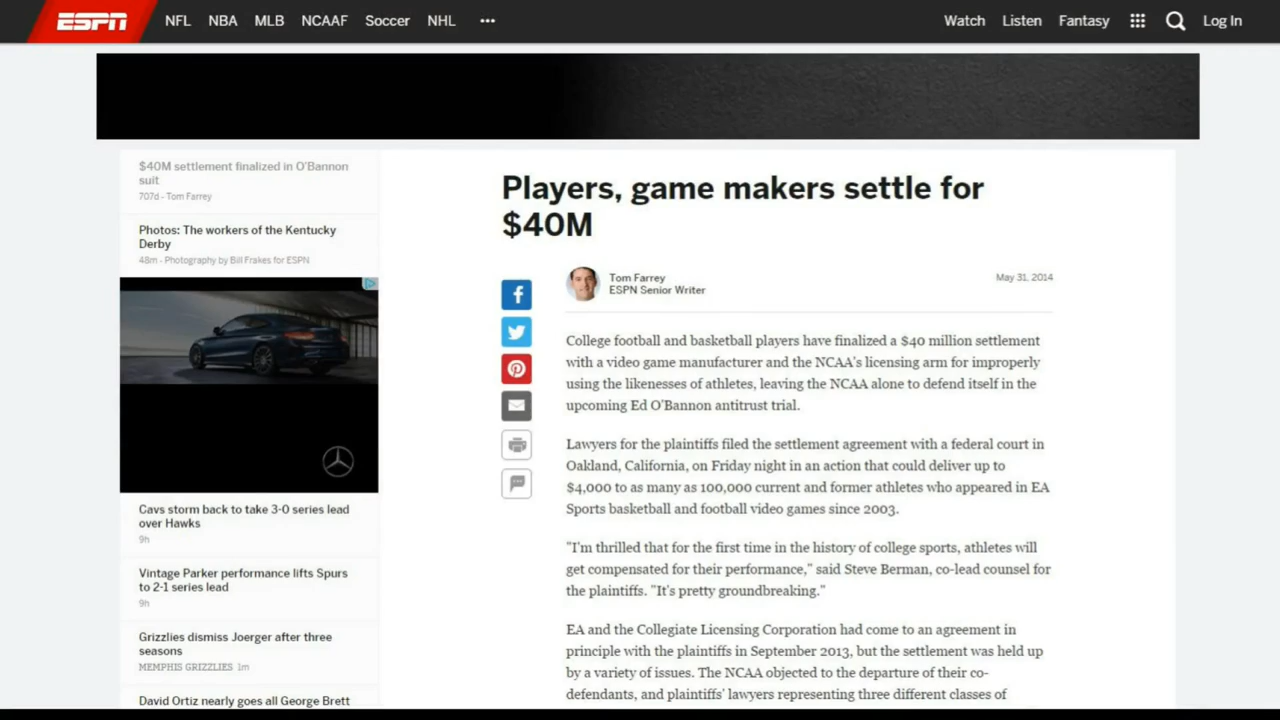 ESPN NFL NBA MLB NCAAF Soccer NHL ••• Watch Listen Fantasy Log In
$40M settlement finalized in O'Bannon
suit
707d - Tom Farrey
Photos: The workers of the Kentucky
Derby
48m - Photography by Bill Frakes for ESPN
Cavs storm back to take 3-0 series lead
over Hawks
9h
Vintage Parker performance lifts Spurs
to 2-1 series lead
9h
Grizzlies dismiss Joerger after three
seasons
MEMPHIS GRIZZLIES 1m
David Ortiz nearly goes all George Brett
Players, game makers settle for
$40M
Tom Farrey
ESPN Senior Writer
May 31, 2014
College football and basketball players have finalized a $40 million settlement
with a video game manufacturer and the NCAA's licensing arm for improperly
using the likenesses of athletes, leaving the NCAA alone to defend itself in the
upcoming Ed O'Bannon antitrust trial.
Lawyers for the plaintiffs filed the settlement agreement with a federal court in
Oakland, California, on Friday night in an action that could deliver up to
$4,000 to as many as 100,000 current and former athletes who appeared in EA
Sports basketball and football video games since 2003.
"I'm thrilled that for the first time in the history of college sports, athletes will
get compensated for their performance," said Steve Berman, co-lead counsel for
the plaintiffs. "It's pretty groundbreaking."
EA and the Collegiate Licensing Corporation had come to an agreement in
principle with the plaintiffs in September 2013, but the settlement was held up
by a variety of issues. The NCAA objected to the departure of their co-
defendants, and plaintiffs' lawyers representing three different classes of